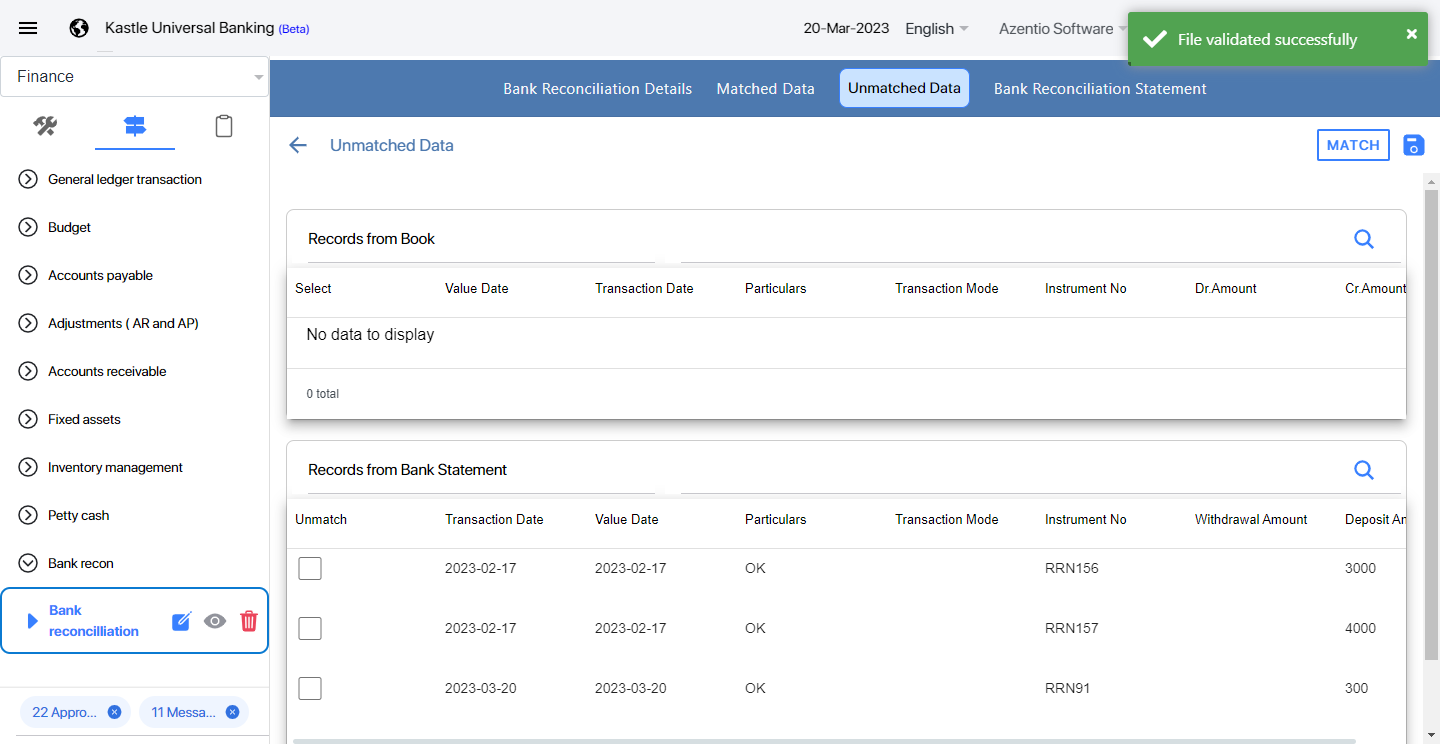 Kastle Universal Banking (Beta)
20-Mar-2023
English
Azentio Software
File validated successfully
Finance
Bank Reconciliation Details
Matched Data
Unmatched Data
Bank Reconciliation Statement
Unmatched Data
MATCH
General ledger transaction
Budget
Accounts payable
Adjustments ( AR and AP)
Accounts receivable
Fixed assets
Inventory management
Petty cash
Bank recon
Bank
reconcilliation
22 Appro...
11 Messa...
Records from Book
Select Value Date Transaction Date Particulars Transaction Mode Instrument No Dr.Amount Cr.Amount
No data to display
0 total
Records from Bank Statement
Unmatch Transaction Date Value Date Particulars Transaction Mode Instrument No Withdrawal Amount Deposit Am
2023-02-17 2023-02-17 OK RRN156 3000
2023-02-17 2023-02-17 OK RRN157 4000
2023-03-20 2023-03-20 OK RRN91 300